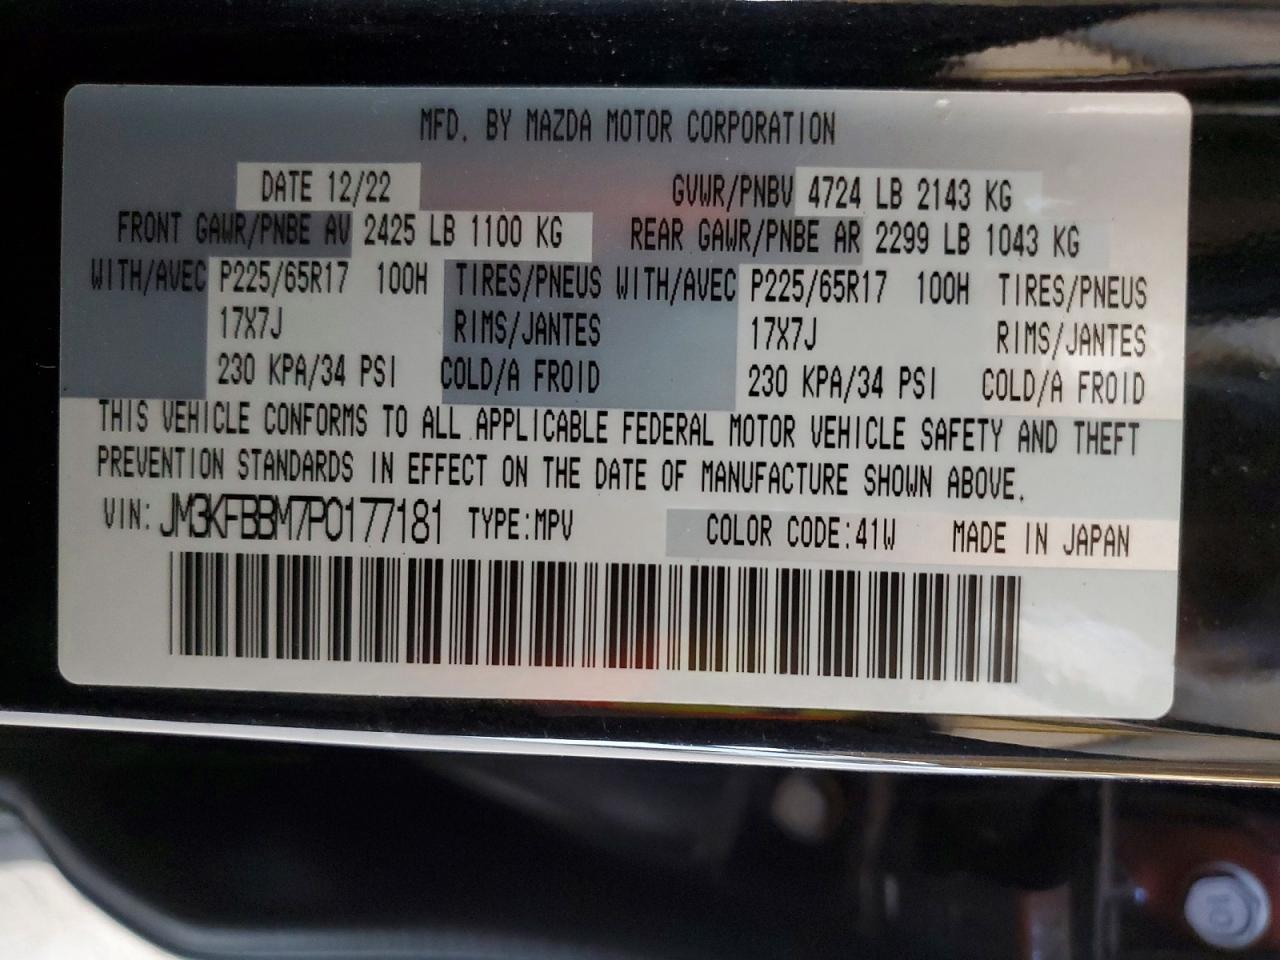 MFD. BY MAZDA MOTOR CORPORATION
DATE 12/22 GVWR/PNBV 4724 LB 2143 KG
FRONT GAWR/PNBE AV 2425 LB 1100 KG REAR GAWR/PNBE AR 2299 LB 1043 KG
WITH/AVEC P225/65R17 100H TIRES/PNEUS WITH/AVEC P225/65R17 100H TIRES/PNEUS
17X7J RIMS/JANTES 17X7J RIMS/JANTES
230 KPA/34 PSI COLD/A FROID 230 KPA/34 PSI COLD/A FROID
THIS VEHICLE CONFORMS TO ALL APPLICABLE FEDERAL MOTOR VEHICLE SAFETY AND THEFT
PREVENTION STANDARDS IN EFFECT ON THE DATE OF MANUFACTURE SHOWN ABOVE.
VIN: JM3KFBBM7P0177181 TYPE:MPV COLOR CODE:41W MADE IN JAPAN